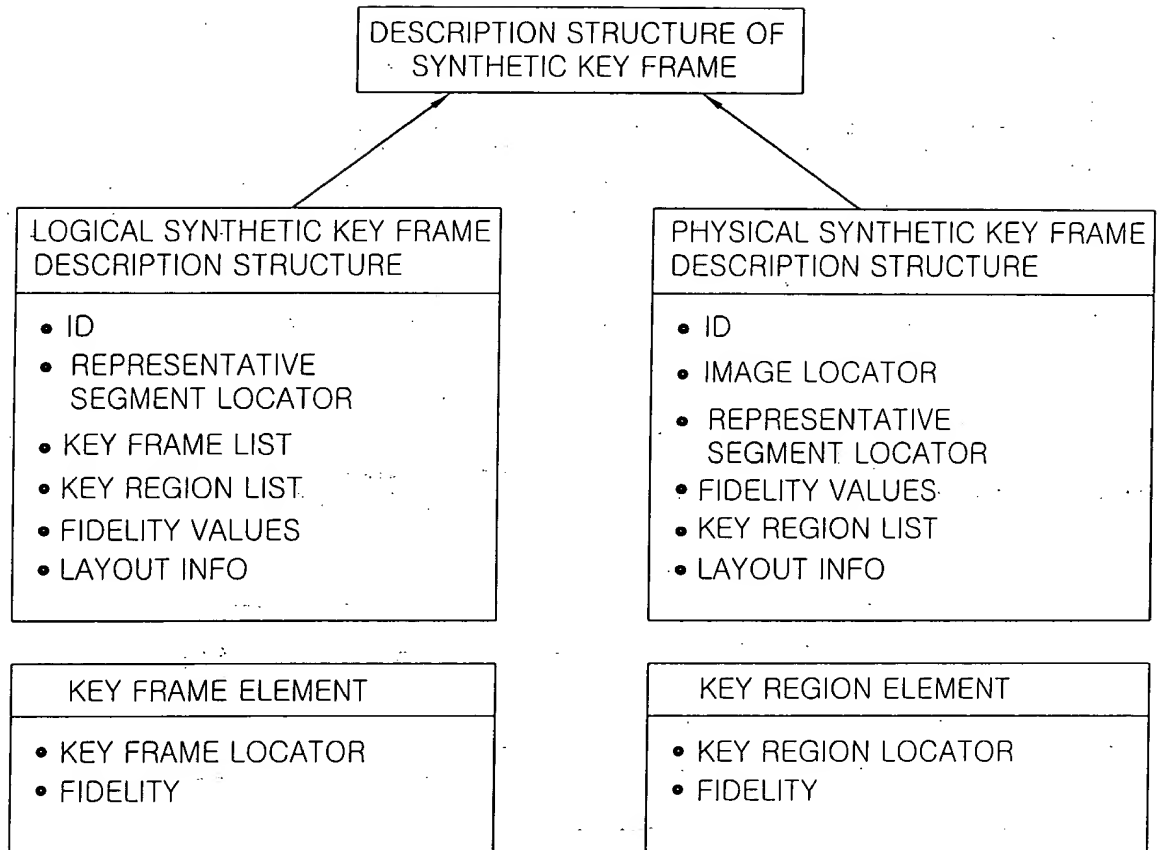 DESCRIPTION STRUCTURE OF
SYNTHETIC KEY FRAME
LOGICAL SYNTHETIC KEY FRAME
DESCRIPTION STRUCTURE
• ID
• REPRESENTATIVE
SEGMENT LOCATOR
• KEY FRAME LIST
• KEY REGION LIST
• FIDELITY VALUES
• LAYOUT INFO
PHYSICAL SYNTHETIC KEY FRAME
DESCRIPTION STRUCTURE
• ID
• IMAGE LOCATOR
• REPRESENTATIVE
SEGMENT LOCATOR
• FIDELITY VALUES
• KEY REGION LIST
• LAYOUT INFO
KEY FRAME ELEMENT
• KEY FRAME LOCATOR
• FIDELITY
KEY REGION ELEMENT
• KEY REGION LOCATOR
• FIDELITY